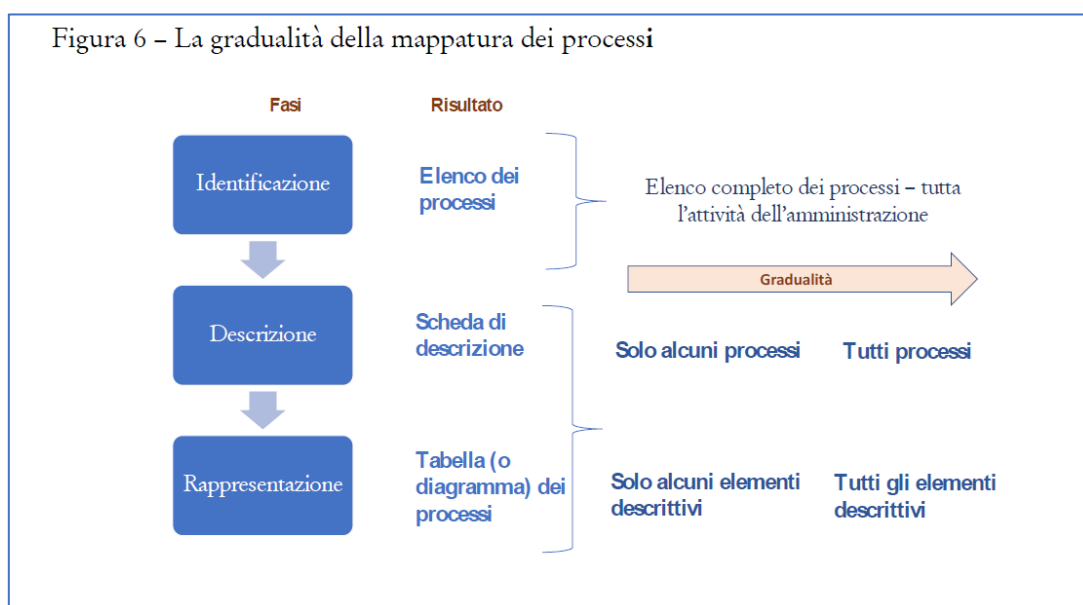 Figura 6 – La gradualità della mappatura dei processi
Fasi
Risultato
Identificazione
Elenco dei
processi
Elenco completo dei processi – tutta
l'attività dell'amministrazione
Gradualità
Descrizione
Scheda di
descrizione
Solo alcuni processi
Tutti processi
Rappresentazione
Tabella (o
diagramma) dei
processi
Solo alcuni elementi
descrittivi
Tutti gli elementi
descrittivi